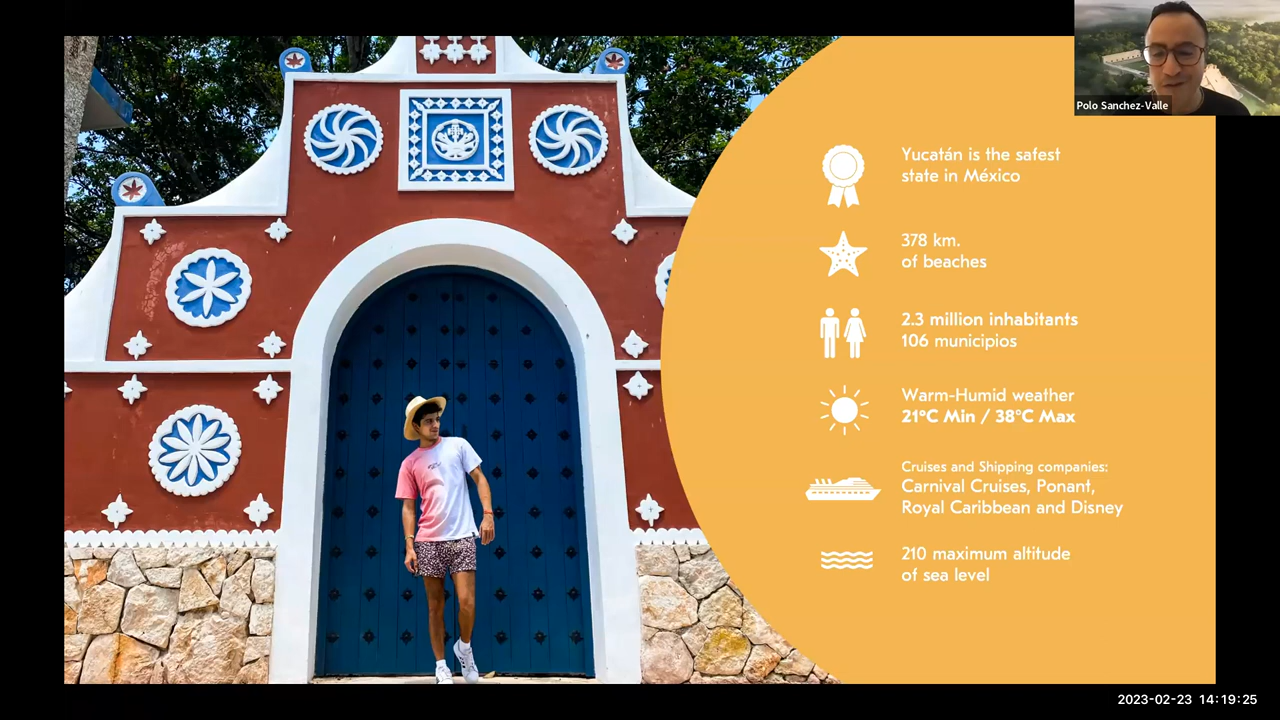 Polo Sanchez-Valle
Yucatán is the safest
state in México
378 km.
of beaches
2.3 million inhabitants
106 municipios
Warm-Humid weather
21°C Min / 38°C Max
Cruises and Shipping companies:
Carnival Cruises, Ponant,
Royal Caribbean and Disney
210 maximum altitude
of sea level
2023-02-23 14:19:25